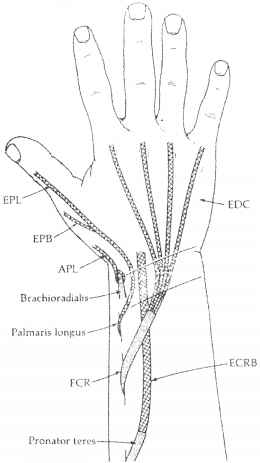 EPL
EDC
EPB
APL
Brachioradialis
Palmaris longus
ECRB
FCR
Pronator teres